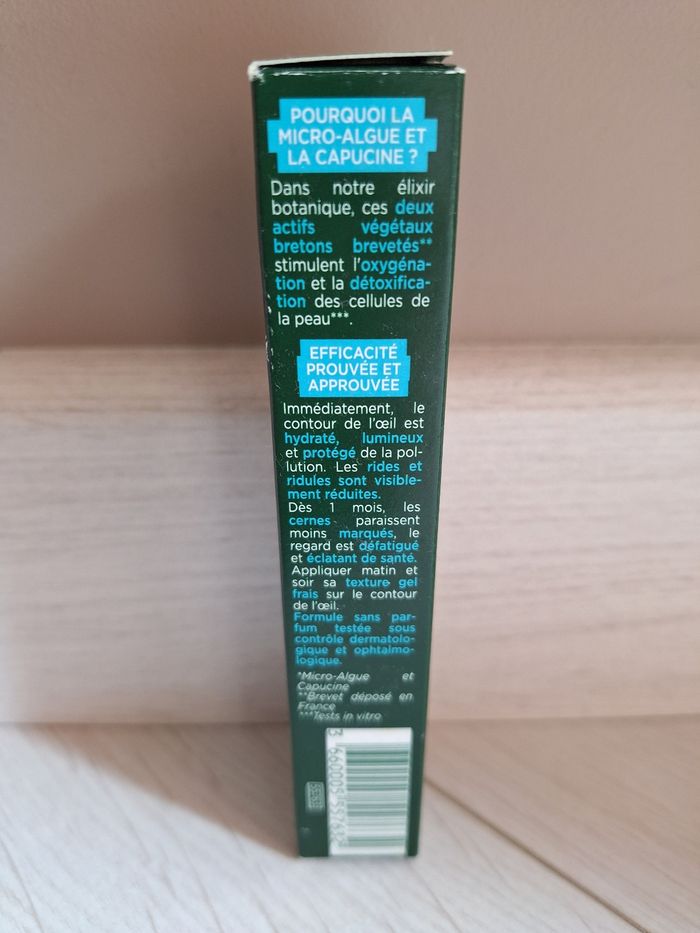 POURQUOI LA
MICRO-ALGUE ET
LA CAPUCINE ?
Dans notre élixir
botanique, ces deux
actifs végétaux
bretons brevetés**
stimulent l'oxygéna-
tion et la détoxifica-
tion des cellules de
la peau***.
EFFICACITÉ
PROUVÉE ET
APPROUVÉE
Immédiatement, le
contour de l'œil est
hydraté, lumineux
et protégé de la pol-
lution. Les rides et
ridules sont visible-
ment réduites.
Dès 1 mois, les
cernes paraissent
moins marqués, le
regard est défatigué
et éclatant de santé.
Appliquer matin et
soir sa texture gel
frais sur le contour
de l'œil.
Formule sans par-
fum testée sous
contrôle dermatolo-
gique et ophtalmo-
logique.
*Micro-Algue et
Capucine
**Brevet déposé en
France
***Tests in vitro